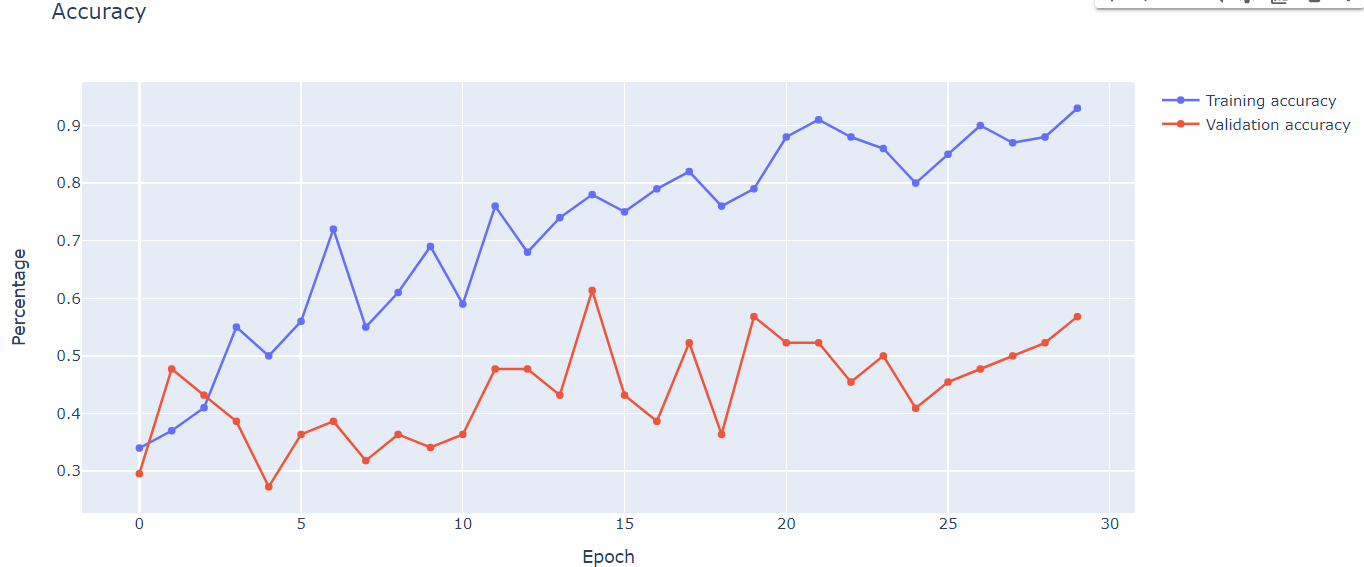 Accuracy
Training accuracy
Validation accuracy
0.9
0.8
0.7
0.6
0.5
0.4
0.3
Percentage
0 5 10 15 20 25 30
Epoch